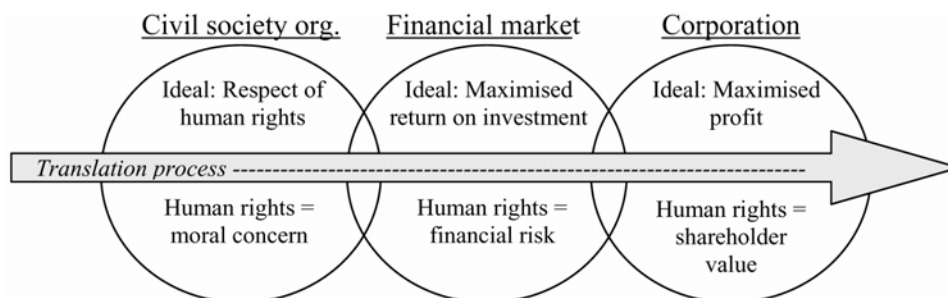 Civil society org.
Financial market
Corporation
Ideal: Respect of
human rights
Ideal: Maximised
return on investment
Ideal: Maximised
profit
Translation process
Human rights =
moral concern
Human rights =
financial risk
Human rights =
shareholder
value